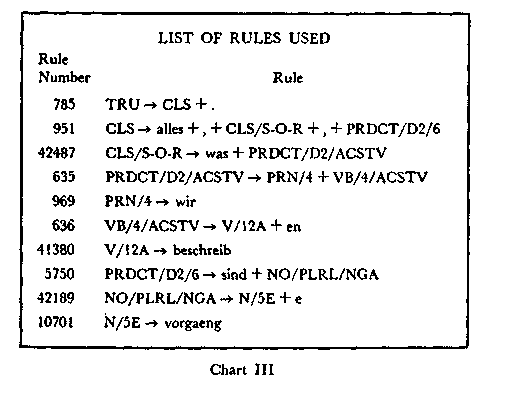 LIST OF RULES USED
Rule
Number Rule
785 TRU → CLS + .
951 CLS → alles + , + CLS/S-O-R + , + PRDCT/D2/6
42487 CLS/S-O-R → was + PRDCT/D2/ACSTV
635 PRDCT/D2/ACSTV → PRN/4 + VB/4/ACSTV
969 PRN/4 → wir
636 VB/4/ACSTV → V/12A + en
41380 V/12A → beschreib
5750 PRDCT/D2/6 → sind + NO/PLRL/NGA
42189 NO/PLRL/NGA → N/5E + e
10701 N/5E → vorgaeng
Chart III